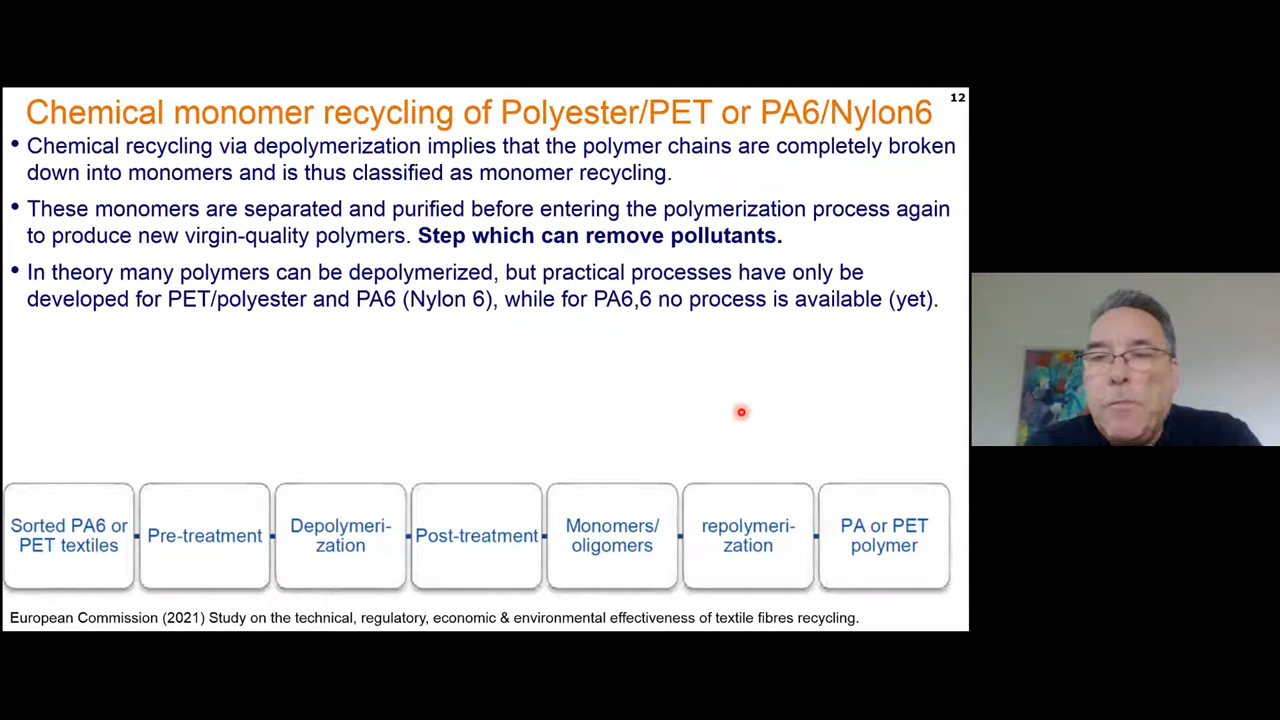 12
Chemical monomer recycling of Polyester/PET or PA6/Nylon6
• Chemical recycling via depolymerization implies that the polymer chains are completely broken
down into monomers and is thus classified as monomer recycling.
• These monomers are separated and purified before entering the polymerization process again
to produce new virgin-quality polymers. Step which can remove pollutants.
• In theory many polymers can be depolymerized, but practical processes have only be
developed for PET/polyester and PA6 (Nylon 6), while for PA6,6 no process is available (yet).
Sorted PA6 or
PET textiles
Pre-treatment
Depolymeri-
zation
Post-treatment
Monomers/
oligomers
repolymeri-
zation
PA or PET
polymer
European Commission (2021) Study on the technical, regulatory, economic & environmental effectiveness of textile fibres recycling.